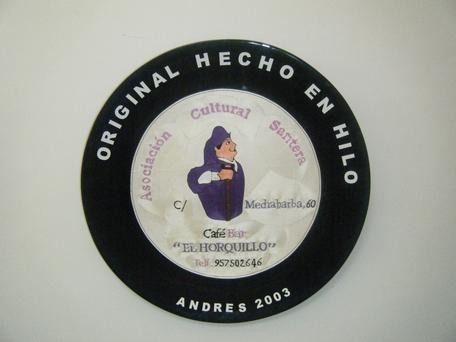 ORIGINAL HECHO EN HILO
Asociación Cultural Santera
C/ Mediabarba, 60
Café Bar
"EL HORQUILLO"
Telf. 957502646
ANDRES 2003